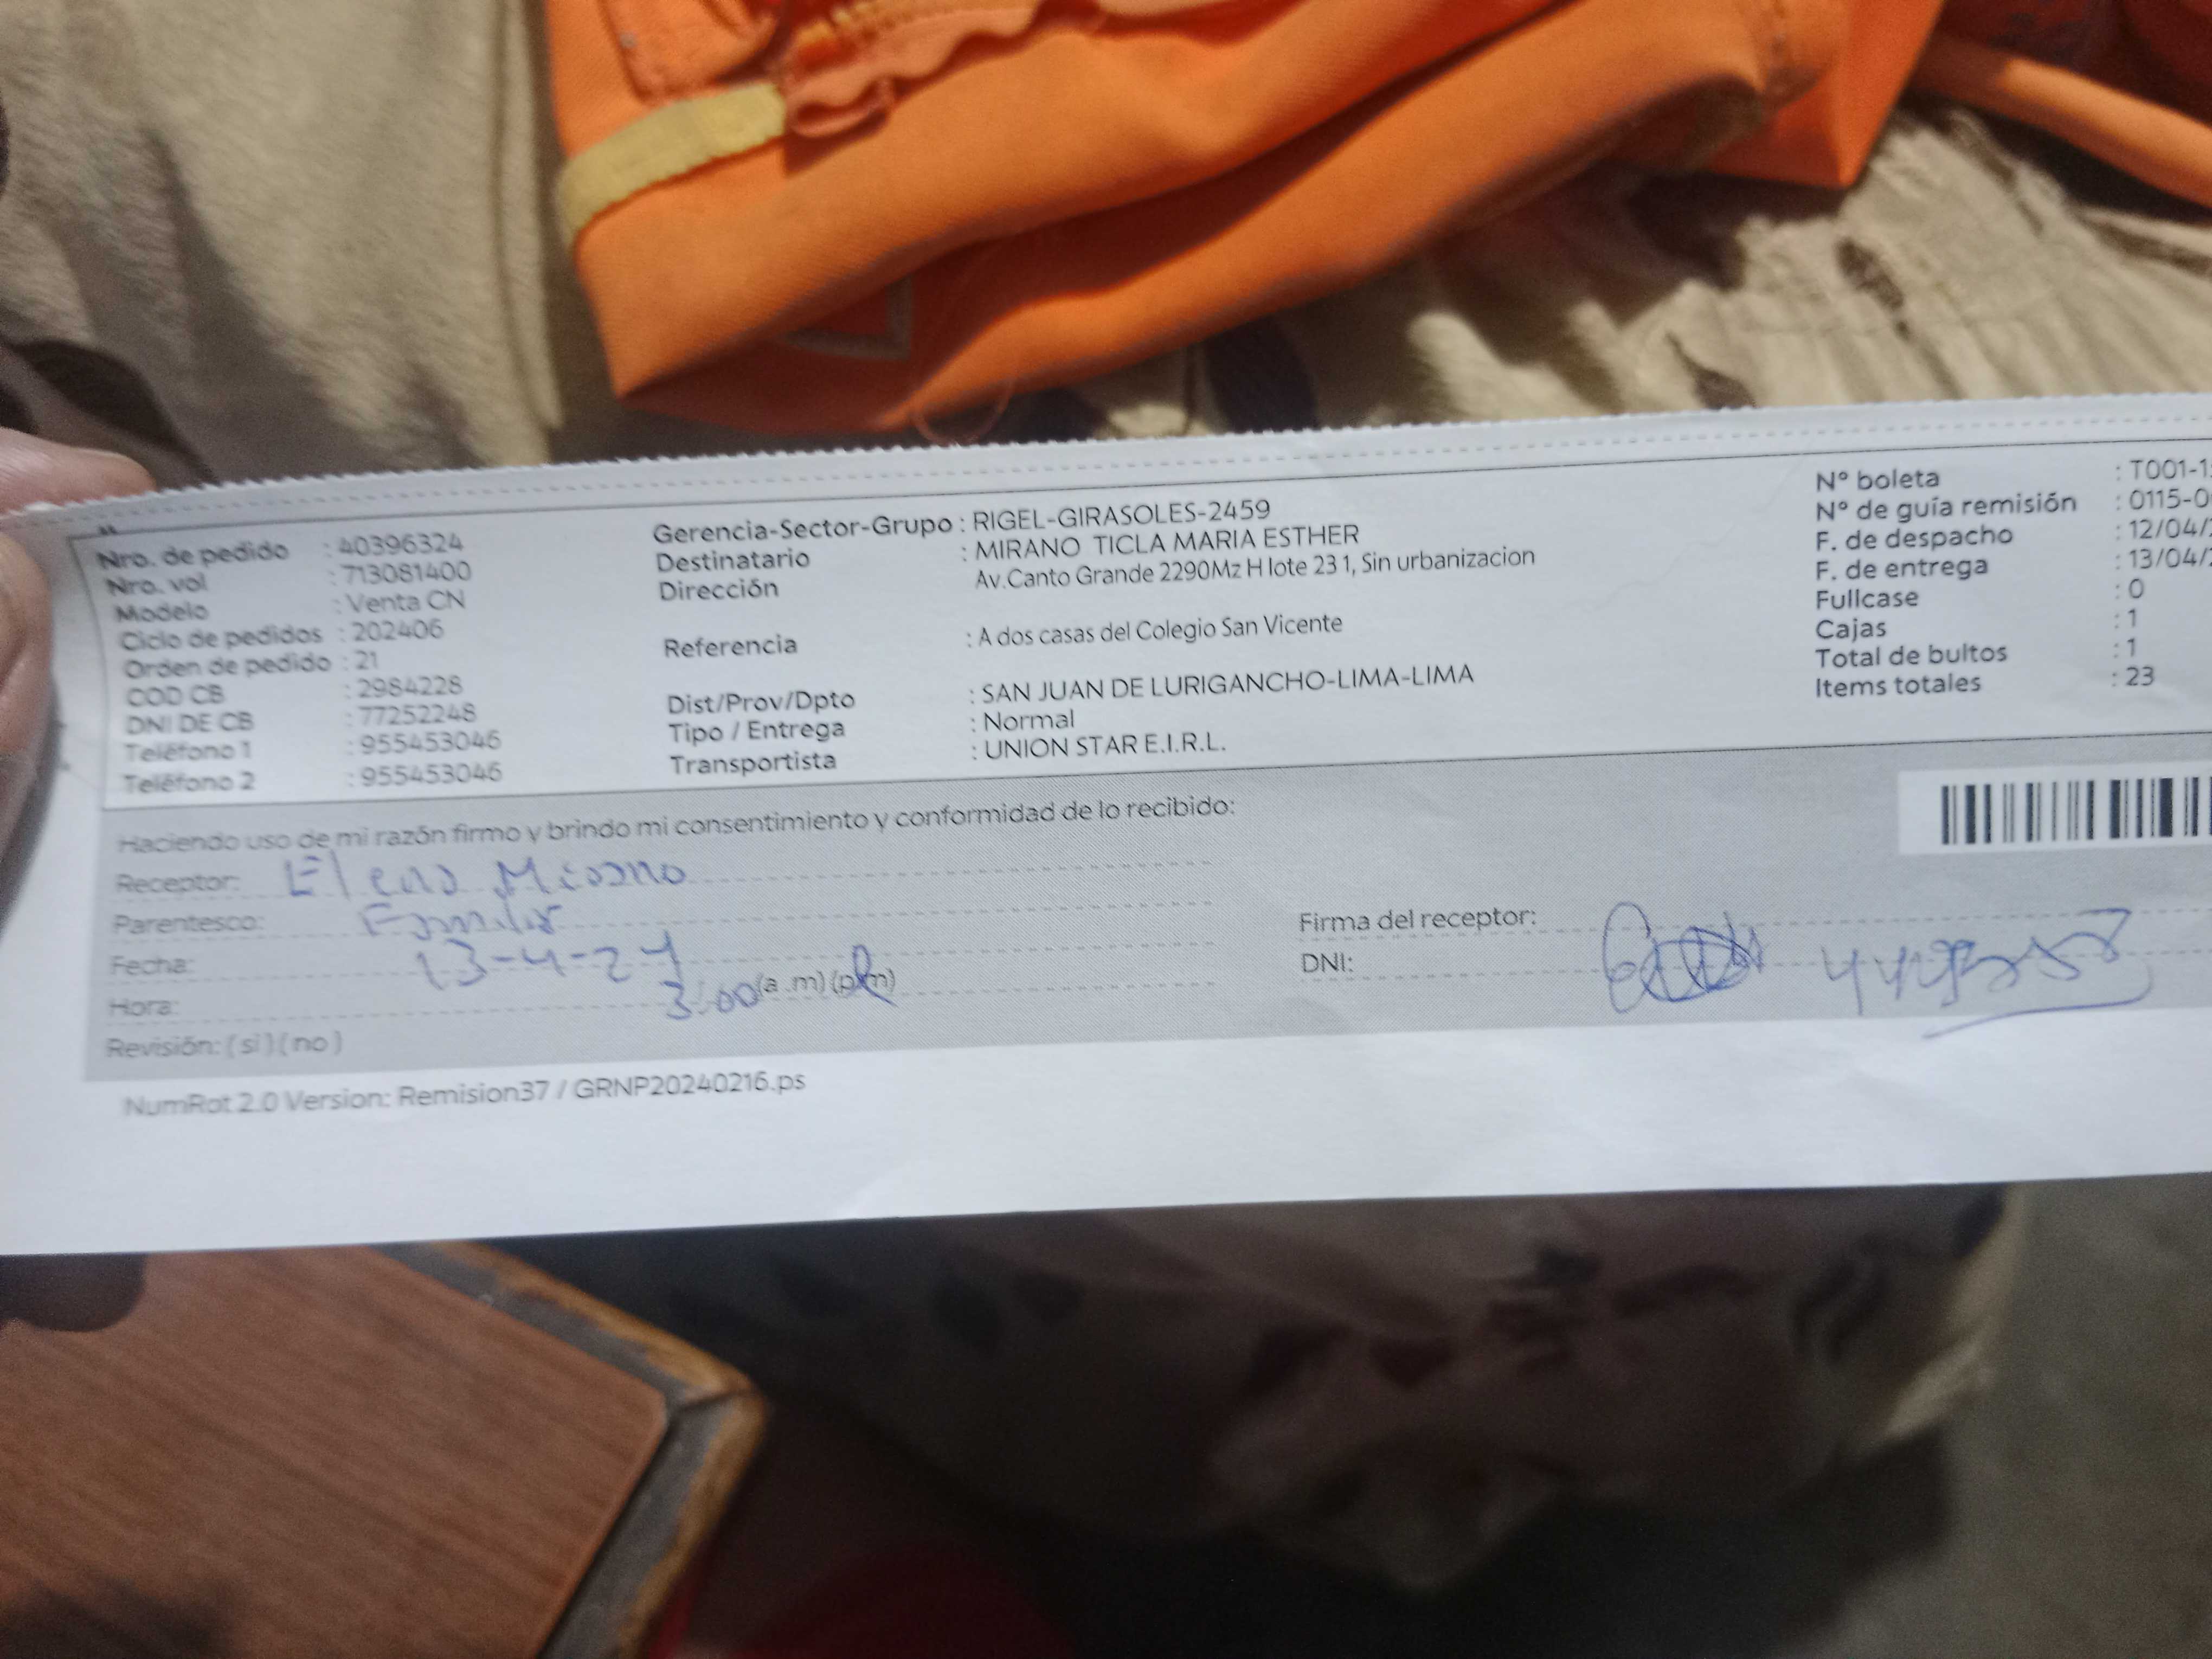 Nro. de pedido : 40396324
Nro. vol : 713081400
Modelo : Venta CN
Ciclo de pedidos : 202406
Orden de pedido : 21
COD CB : 2984228
DNI DE CB : 77252248
Teléfono 1 : 955453046
Teléfono 2 : 955453046
Gerencia-Sector-Grupo : RIGEL-GIRASOLES-2459
Destinatario : MIRANO TICLA MARIA ESTHER
Dirección Av.Canto Grande 2290Mz H lote 23 1, Sin urbanizacion
Referencia : A dos casas del Colegio San Vicente
Dist/Prov/Dpto : SAN JUAN DE LURIGANCHO-LIMA-LIMA
Tipo / Entrega : Normal
Transportista : UNION STAR E.I.R.L.
Nº boleta : T001-1
Nº de guía remisión : 0115-0
F. de despacho : 12/04/
F. de entrega : 13/04/
Fullcase : 0
Cajas : 1
Total de bultos : 1
Items totales : 23
Haciendo uso de mi razón firmo y brindo mi consentimiento y conformidad de lo recibido:
Receptor: Elena Mirano
Parentesco: Familiar
Fecha: 13-4-24
Hora: 3:00 (a .m) (p.m)
Revisión: ( si ) ( no )
Firma del receptor:
DNI:
NumRot 2.0 Version: Remision37 / GRNP20240216.ps